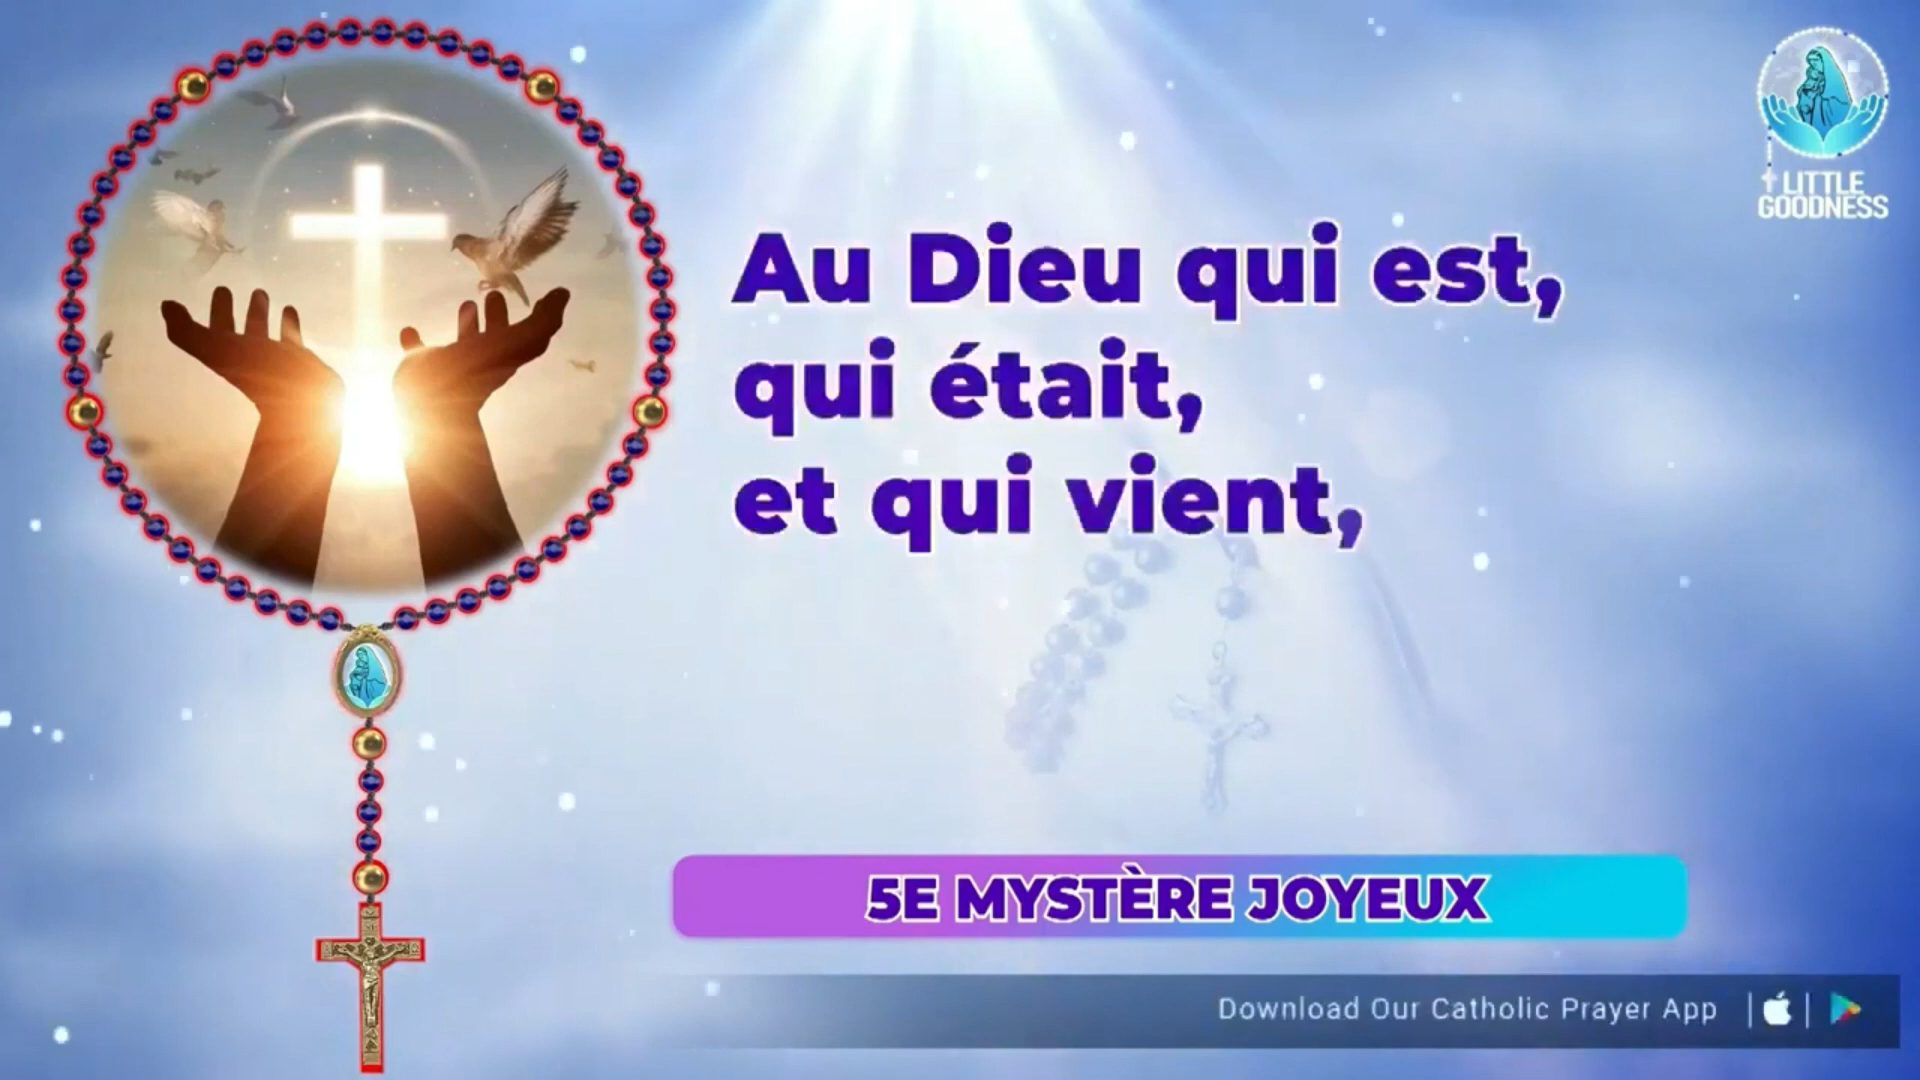 Au Dieu qui est,
qui était,
et qui vient,
5E MYSTÈRE JOYEUX
Download Our Catholic Prayer App
LITTLE
GOODNESS